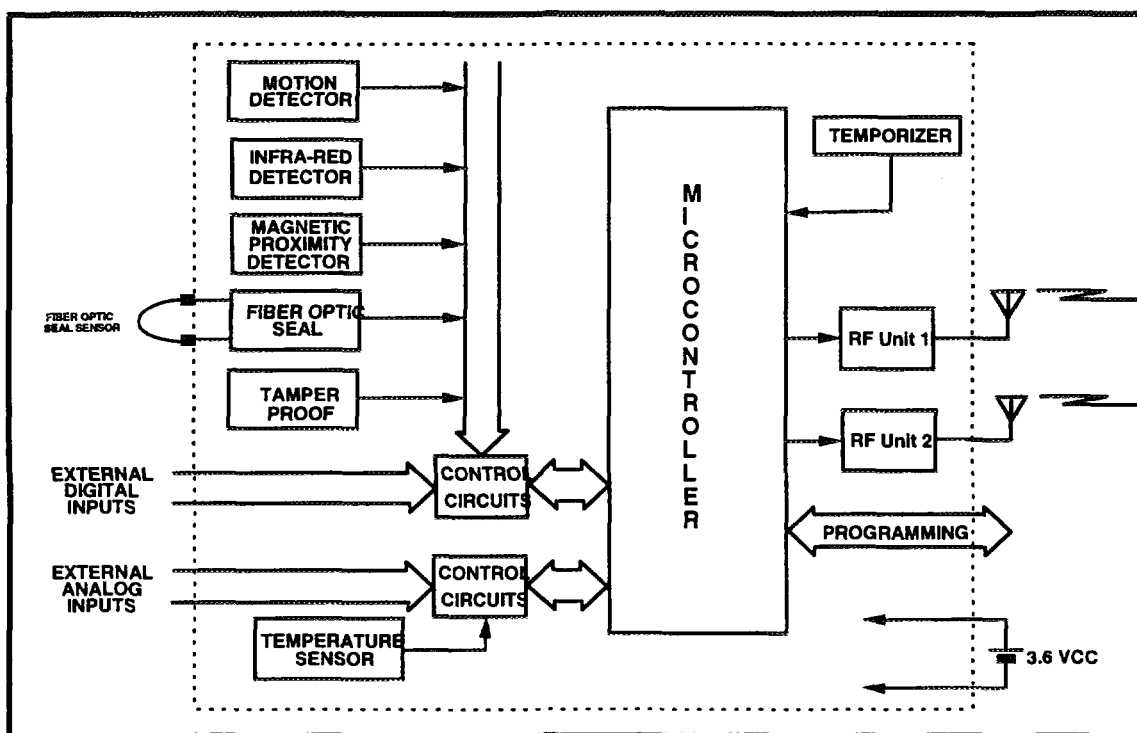 MOTION
DETECTOR
INFRA-RED
DETECTOR
MAGNETIC
PROXIMITY
DETECTOR
FIBER OPTIC
SEAL SENSOR
FIBER OPTIC
SEAL
TAMPER
PROOF
EXTERNAL
DIGITAL
INPUTS
CONTROL
CIRCUITS
EXTERNAL
ANALOG
INPUTS
CONTROL
CIRCUITS
TEMPERATURE
SENSOR
MICROCONTROLLER
TEMPORIZER
RF Unit 1
RF Unit 2
PROGRAMMING
3.6 VCC